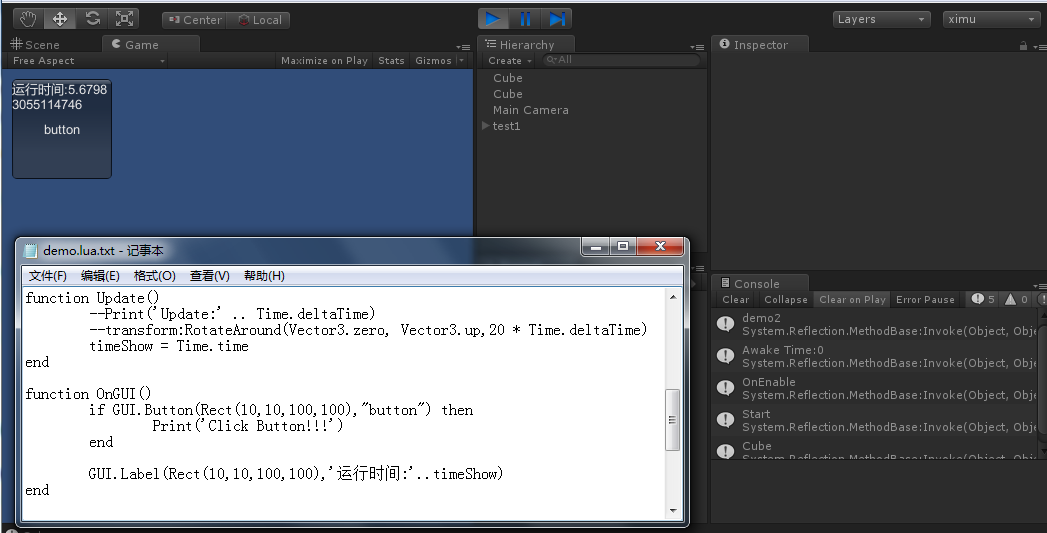 Center Local
Layers
ximu
Scene
Game
Free Aspect
Maximize on Play Stats Gizmos
运行时间:5.6798
3055114746
button
Hierarchy
Create All
Cube
Cube
Main Camera
test1
Inspector
demo.lua.txt - 记事本
文件(F) 编辑(E) 格式(O) 查看(V) 帮助(H)
function Update()
--Print('Update:' .. Time.deltaTime)
--transform:RotateAround(Vector3.zero, Vector3.up,20 * Time.deltaTime)
timeShow = Time.time
end
function OnGUI()
if GUI.Button(Rect(10,10,100,100),"button") then
Print('Click Button!!!')
end
GUI.Label(Rect(10,10,100,100),'运行时间:'..timeShow)
end
Console
Clear Collapse Clear on Play Error Pause 5 0
demo2
System.Reflection.MethodBase:Invoke(Object, Obje
Awake Time:0
System.Reflection.MethodBase:Invoke(Object, Obje
OnEnable
System.Reflection.MethodBase:Invoke(Object, Obje
Start
System.Reflection.MethodBase:Invoke(Object, Obje
Cube
System.Reflection.MethodBase:Invoke(Object, Obje